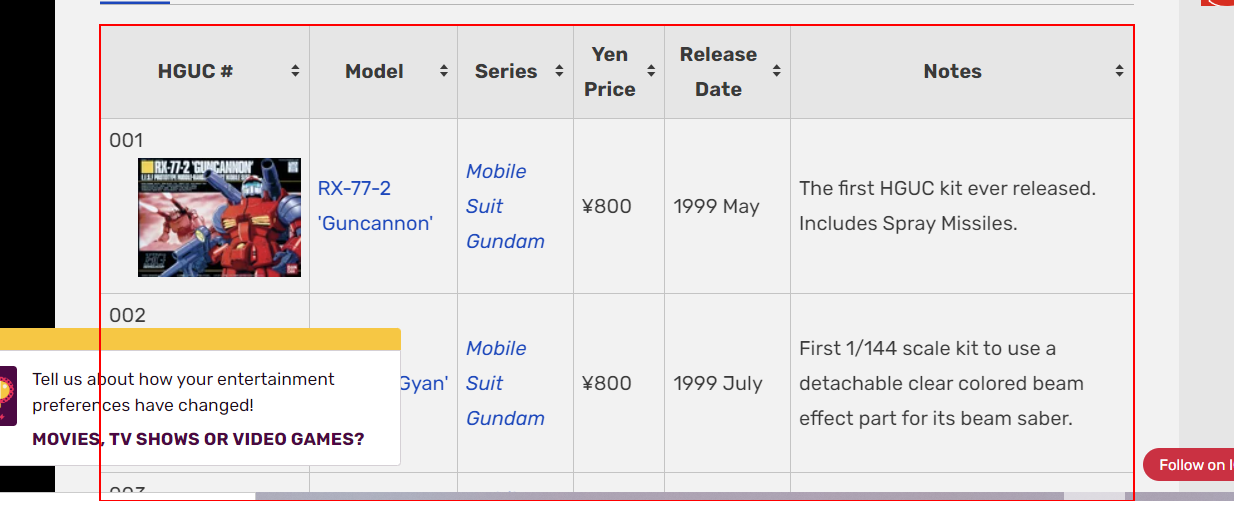 HGUC #
Model
Series
Yen
Price
Release
Date
Notes
001
RX-77-2 'GUNCANNON'
RX-77-2
'Guncannon'
Mobile
Suit
Gundam
¥800
1999 May
The first HGUC kit ever released.
Includes Spray Missiles.
002
Gyan'
Mobile
Suit
Gundam
¥800
1999 July
First 1/144 scale kit to use a
detachable clear colored beam
effect part for its beam saber.
Tell us about how your entertainment
preferences have changed!
MOVIES, TV SHOWS OR VIDEO GAMES?
Follow on I